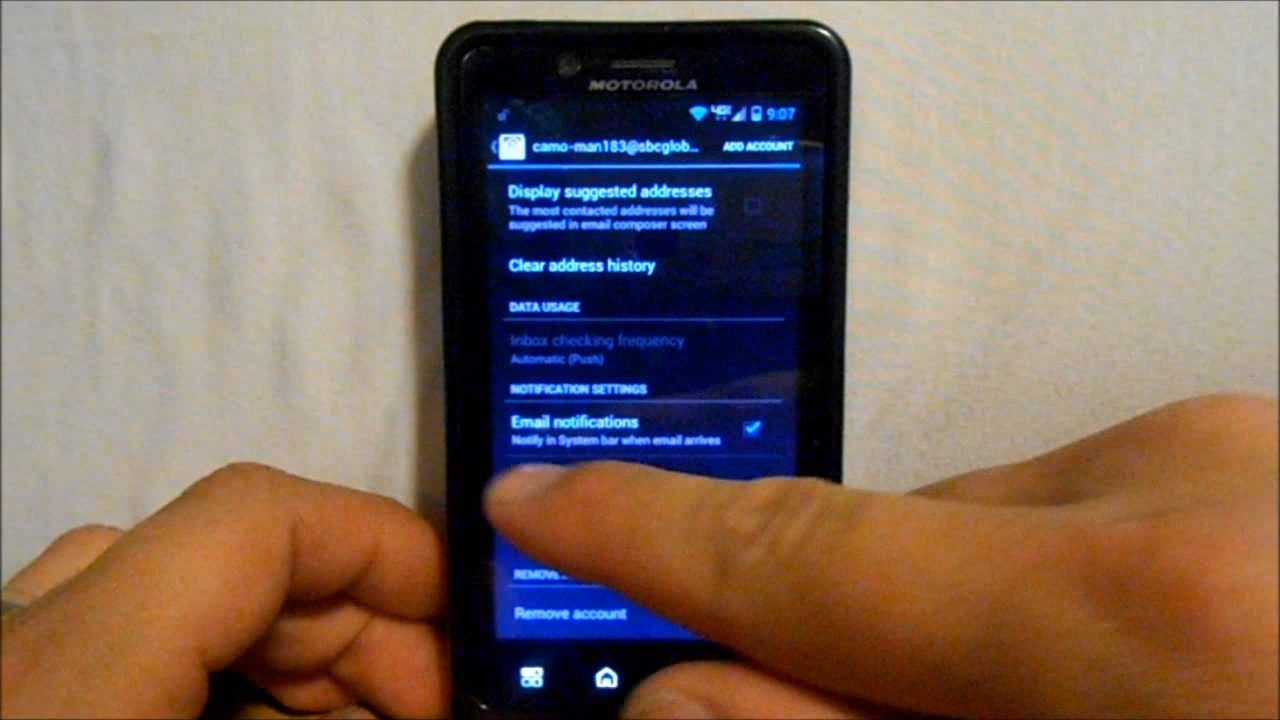 MOTOROLA
9:07
camo-man183@sbcglob...
ADD ACCOUNT
Display suggested addresses
The most contacted addresses will be
suggested in email composer screen
Clear address history
DATA USAGE
Inbox checking frequency
Automatic (Push)
NOTIFICATION SETTINGS
Email notifications
Notify in System bar when email arrives
REMOVE
Remove account